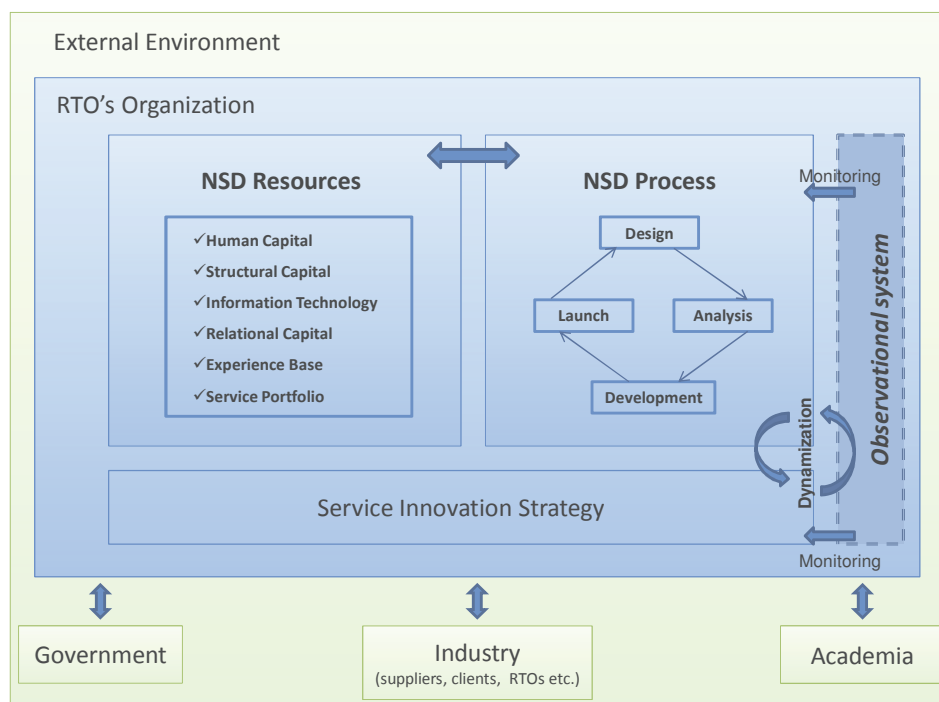 External Environment
RTO's Organization
NSD Resources
✓Human Capital
✓Structural Capital
✓Information Technology
✓Relational Capital
✓Experience Base
✓Service Portfolio
NSD Process
Design
Launch
Analysis
Development
Monitoring
Observational system
Dynamization
Service Innovation Strategy
Monitoring
Government
Industry
(suppliers, clients, RTOs etc.)
Academia